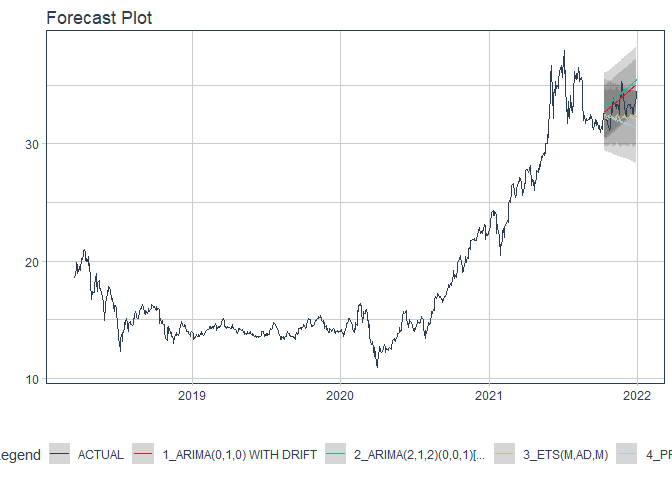 Forecast Plot
30
20
10
2019 2020 2021 2022
egend ACTUAL 1_ARIMA(0,1,0) WITH DRIFT 2_ARIMA(2,1,2)(0,0,1)[... 3_ETS(M,AD,M) 4_PR